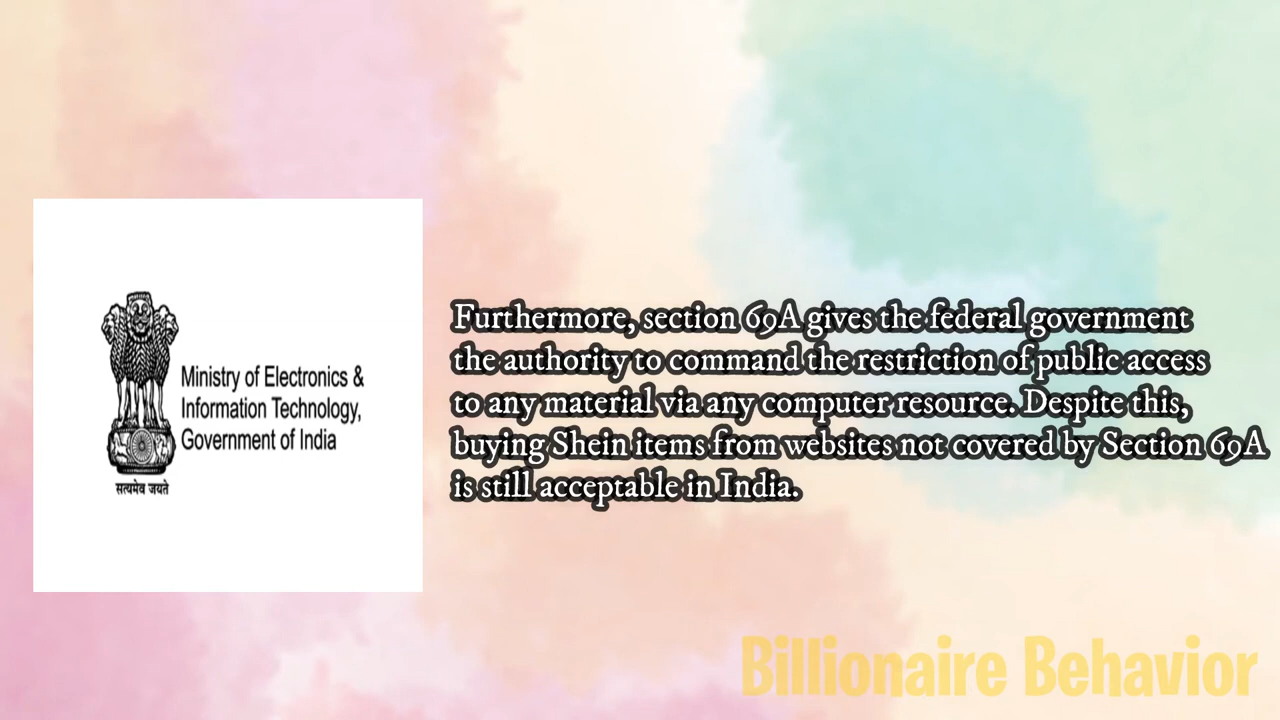 Ministry of Electronics &
Information Technology,
Government of India
सत्यमेव जयते
Furthermore, section 69A gives the federal government
the authority to command the restriction of public access
to any material via any computer resource. Despite this,
buying Shein items from websites not covered by Section 69A
is still acceptable in India.
Billionaire Behavior